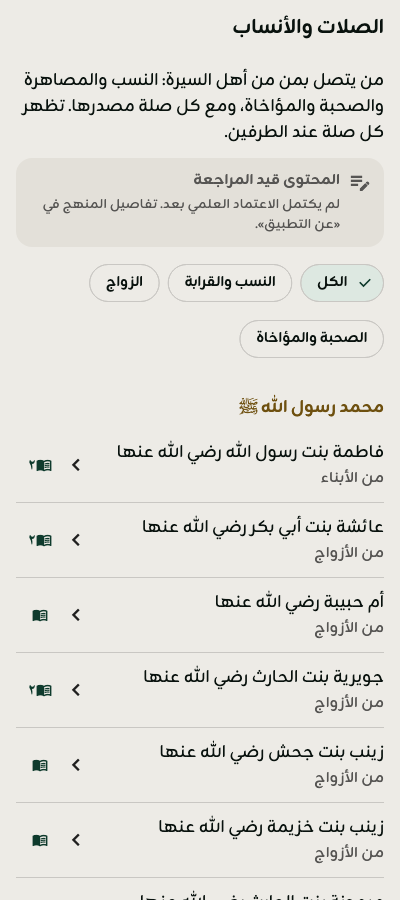 الصلات والأنساب
من يتصل بمن من أهل السيرة: النسب والمصاهرة
والصحبة والمؤاخاة، ومع كل صلة مصدرها. تظهر
كل صلة عند الطرفين.
المحتوى قيد المراجعة
لم يكتمل الاعتماد العلمي بعد. تفاصيل المنهج في
«عن التطبيق».
الكل
النسب والقرابة
الزواج
الصحبة والمؤاخاة
محمد رسول الله ﷺ
فاطمة بنت رسول الله رضي الله عنها
من الأبناء
٢
عائشة بنت أبي بكر رضي الله عنها
من الأزواج
٢
أم حبيبة رضي الله عنها
من الأزواج
جويرية بنت الحارث رضي الله عنها
من الأزواج
٢
زينب بنت جحش رضي الله عنها
من الأزواج
زينب بنت خزيمة رضي الله عنها
من الأزواج